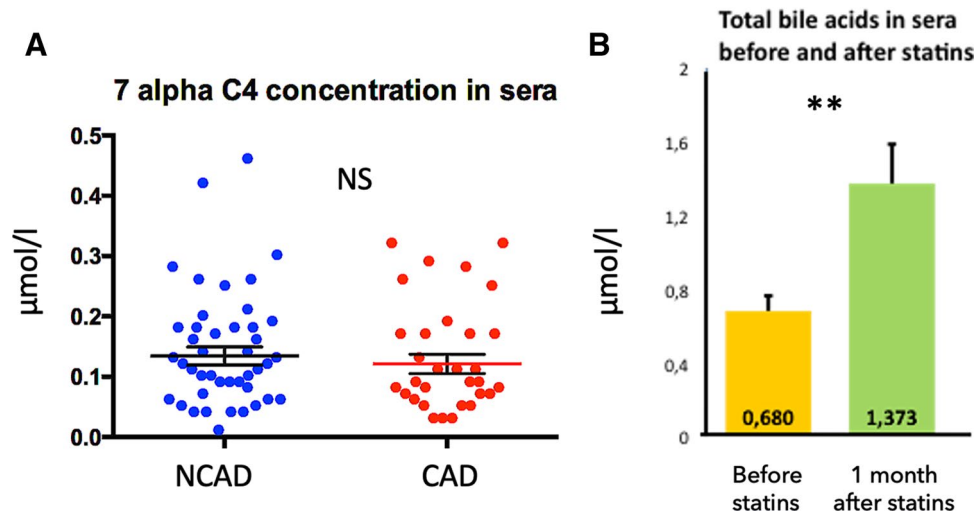 A
7 alpha C4 concentration in sera
0.5
0.4
0.3
0.2
0.1
0.0
µmol/l
NS
NCAD
CAD
B
Total bile acids in sera
before and after statins
2
1,6
1,2
0,8
0,4
0
µmol/l
**
0,680
1,373
Before
statins
1 month
after statins